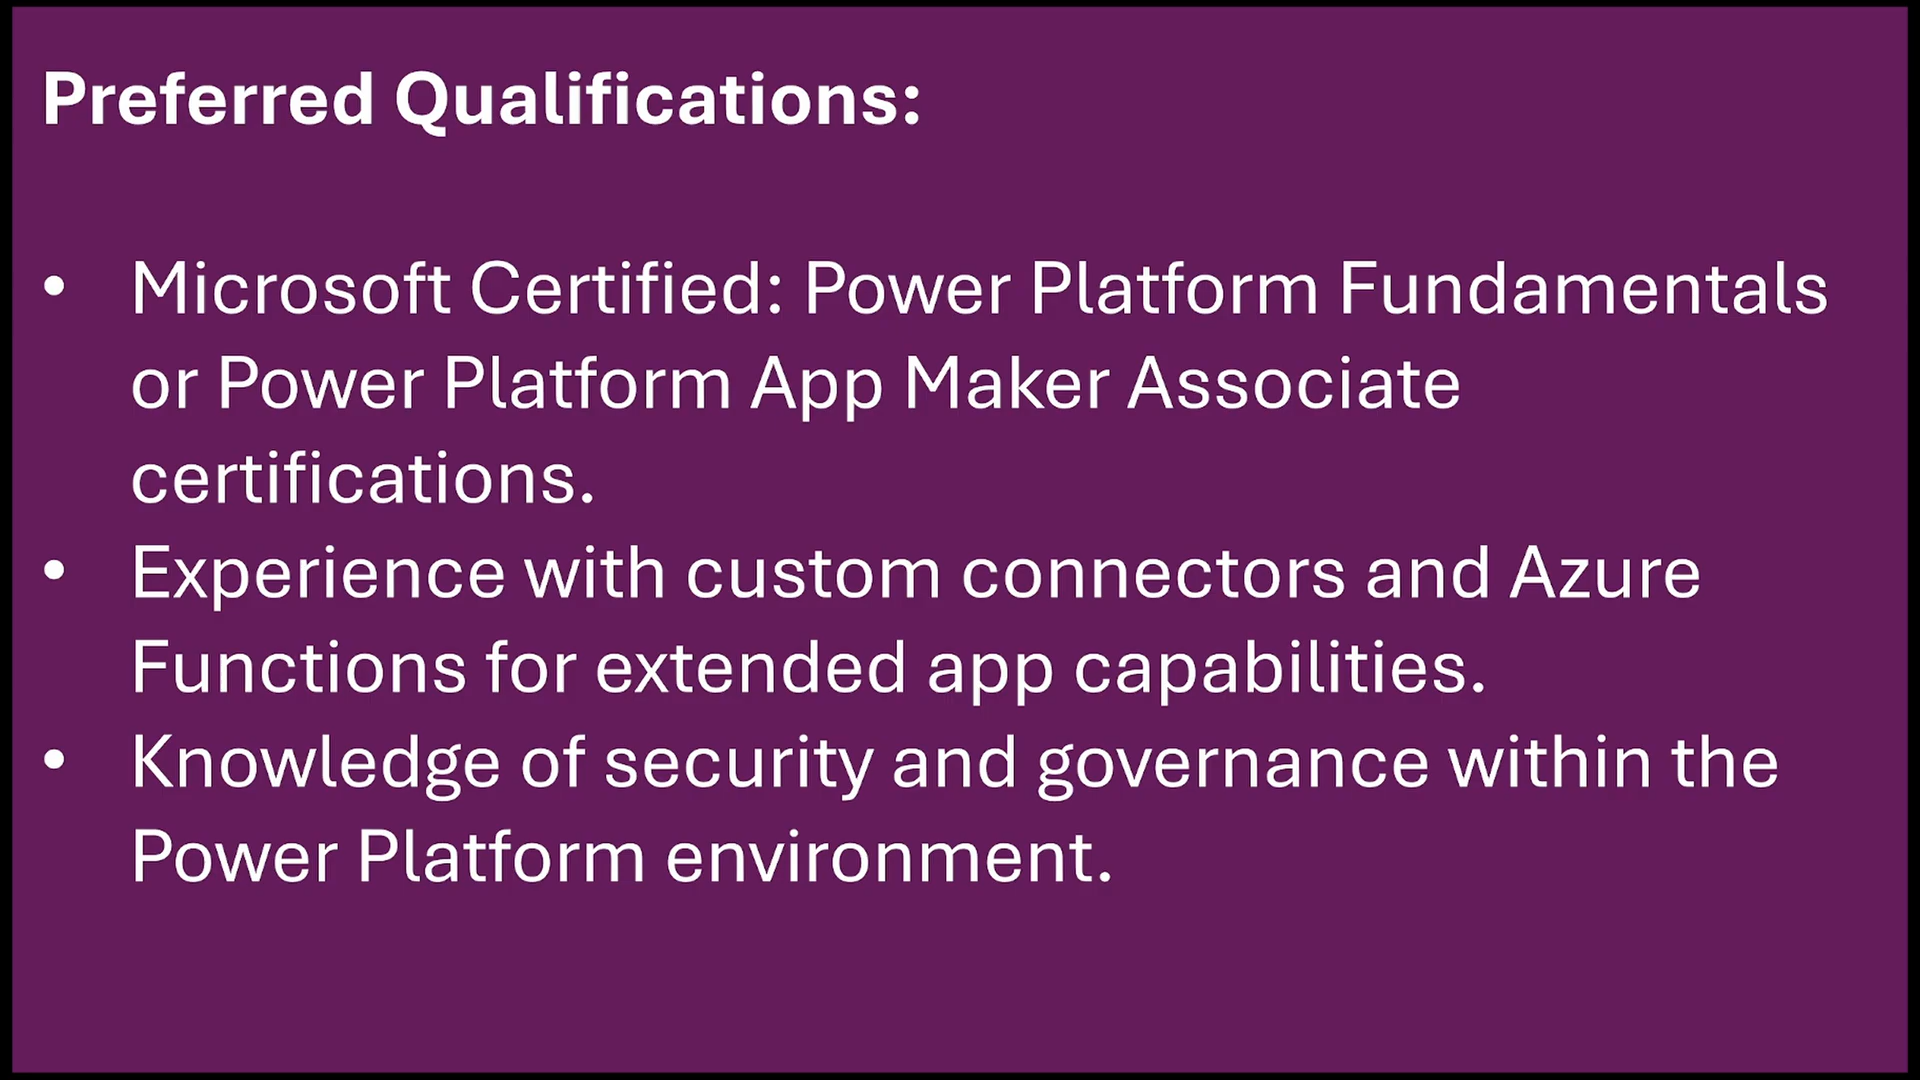 Preferred Qualifications:
• Microsoft Certified: Power Platform Fundamentals
or Power Platform App Maker Associate
certifications.
• Experience with custom connectors and Azure
Functions for extended app capabilities.
• Knowledge of security and governance within the
Power Platform environment.